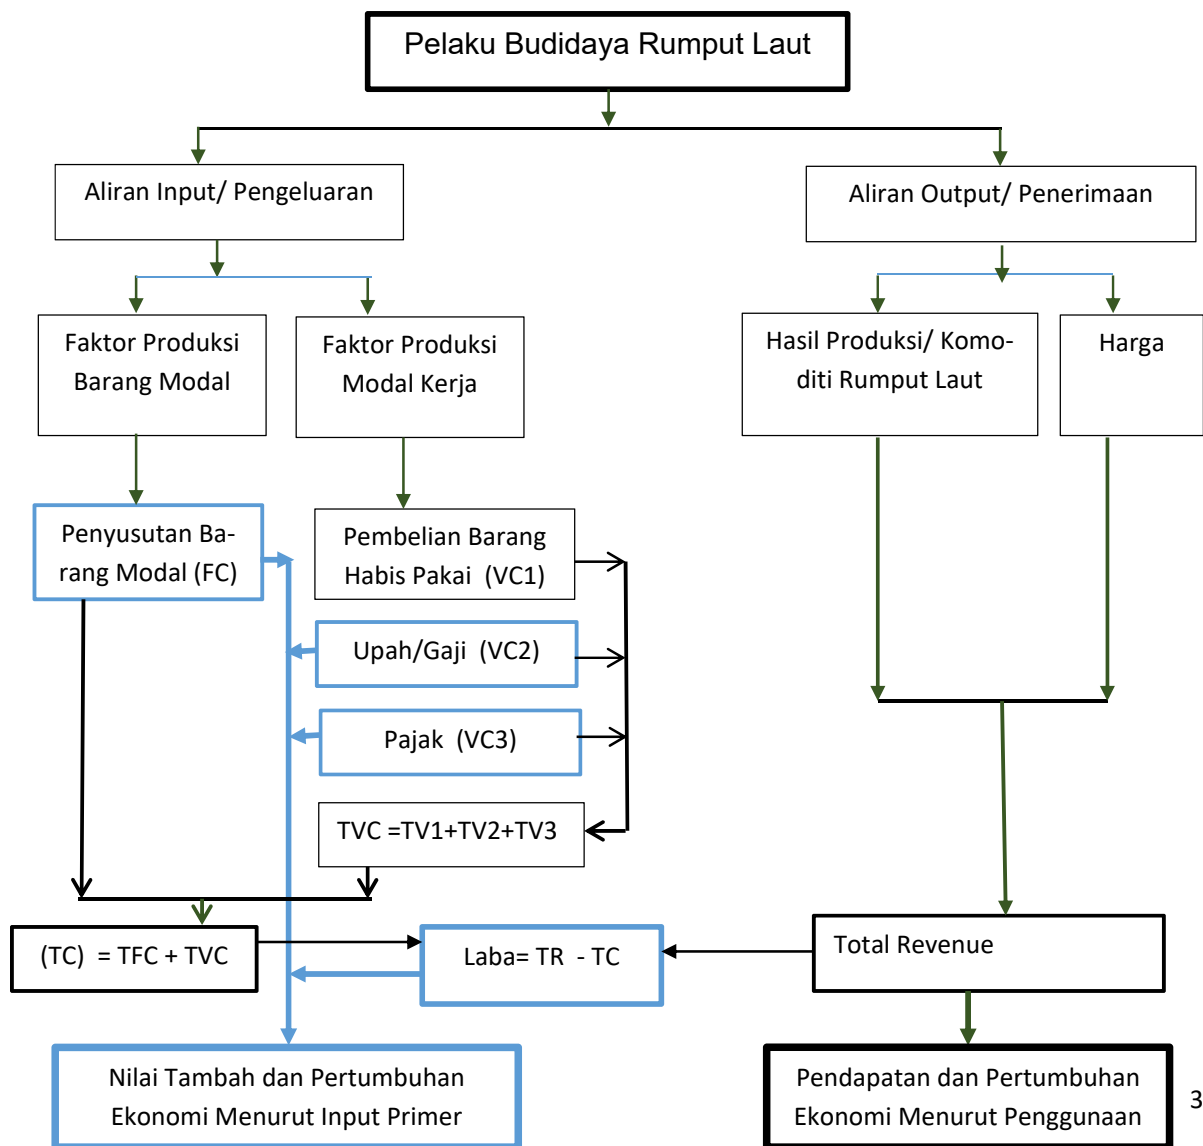 Pelaku Budidaya Rumput Laut
Aliran Input/ Pengeluaran
Aliran Output/ Penerimaan
Faktor Produksi
Barang Modal
Faktor Produksi
Modal Kerja
Hasil Produksi/ Komo-
diti Rumput Laut
Harga
Penyusutan Ba-
rang Modal (FC)
Pembelian Barang
Habis Pakai (VC1)
Upah/Gaji (VC2)
Pajak (VC3)
TVC =TV1+TV2+TV3
(TC) = TFC + TVC
Laba= TR - TC
Total Revenue
Nilai Tambah dan Pertumbuhan
Ekonomi Menurut Input Primer
Pendapatan dan Pertumbuhan
Ekonomi Menurut Penggunaan
3